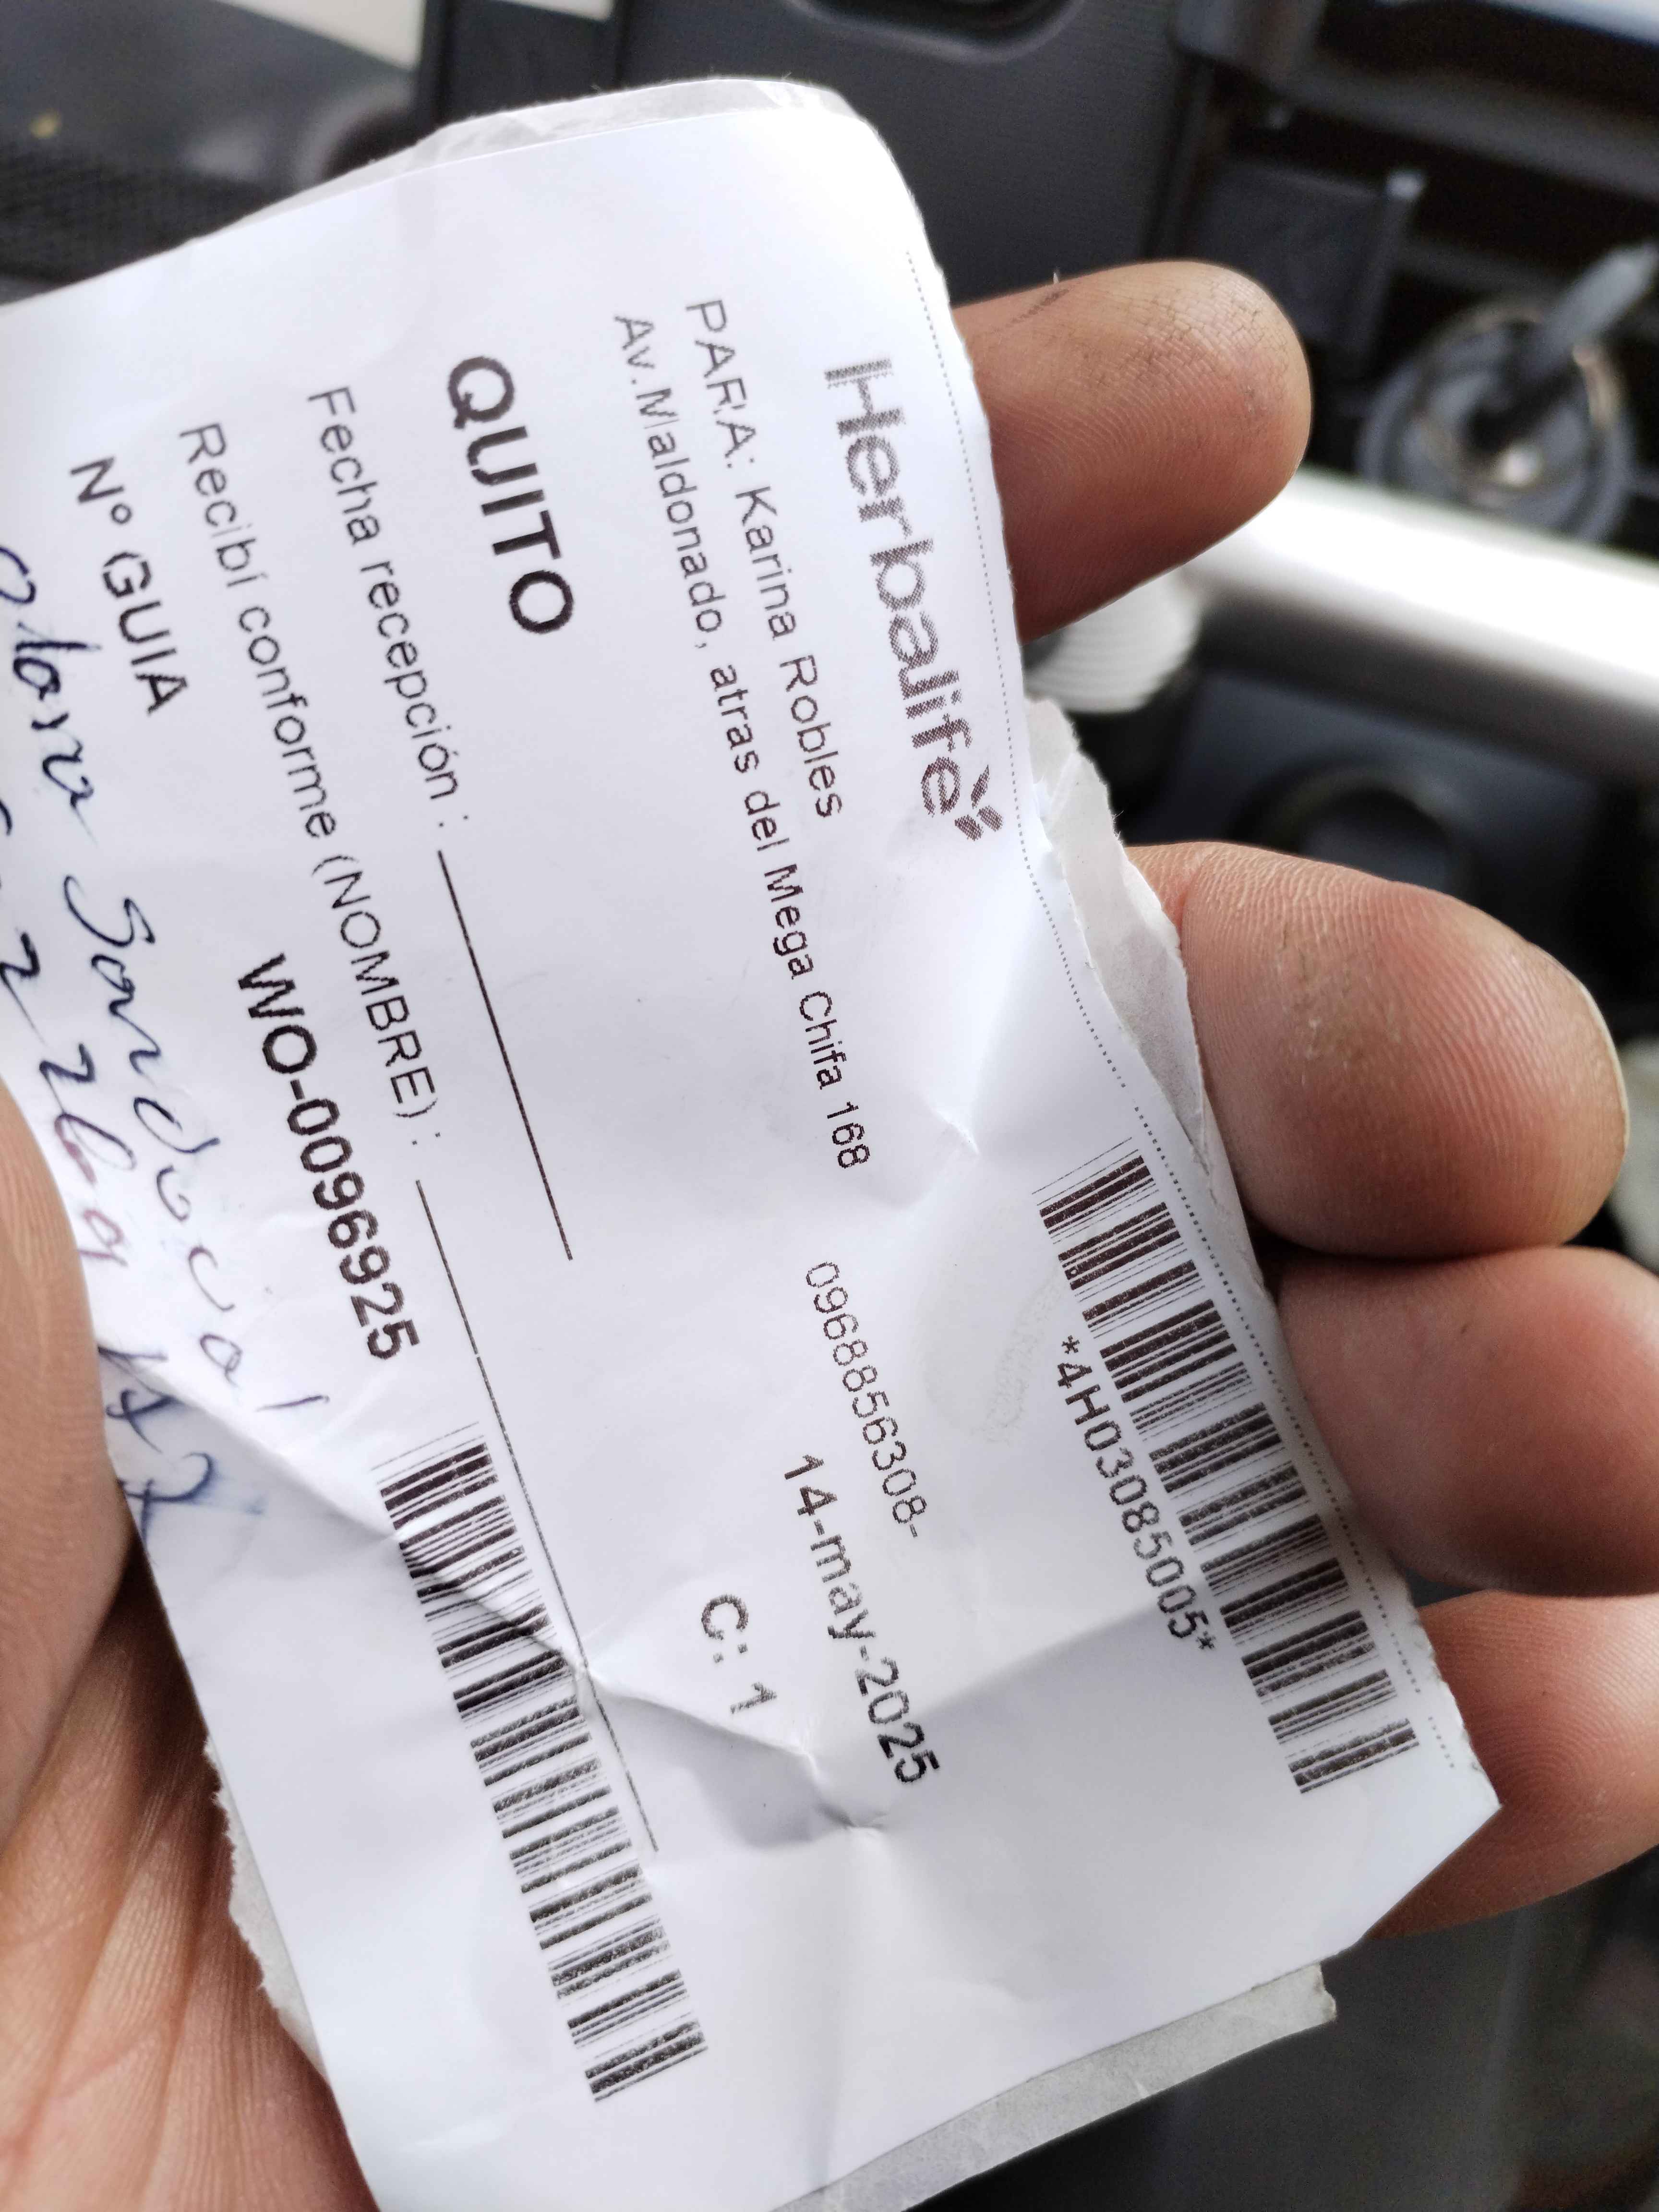 Herbalife
*4H03085005*
PARA: Karina Robles
0968856308-
Av.Maldonado, atras del Mega Chifa 168
14-may-2025
QUITO
C: 1
Fecha recepción :
Recibí conforme (NOMBRE) :
Nº GUIA
WO-0096925
Sandoval